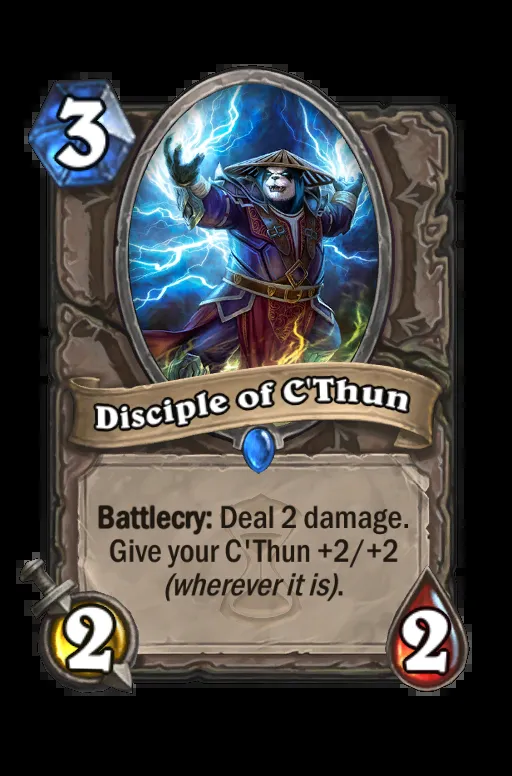 3
Disciple of C'Thun
Battlecry: Deal 2 damage.
Give your C'Thun +2/+2
(wherever it is).
2
2